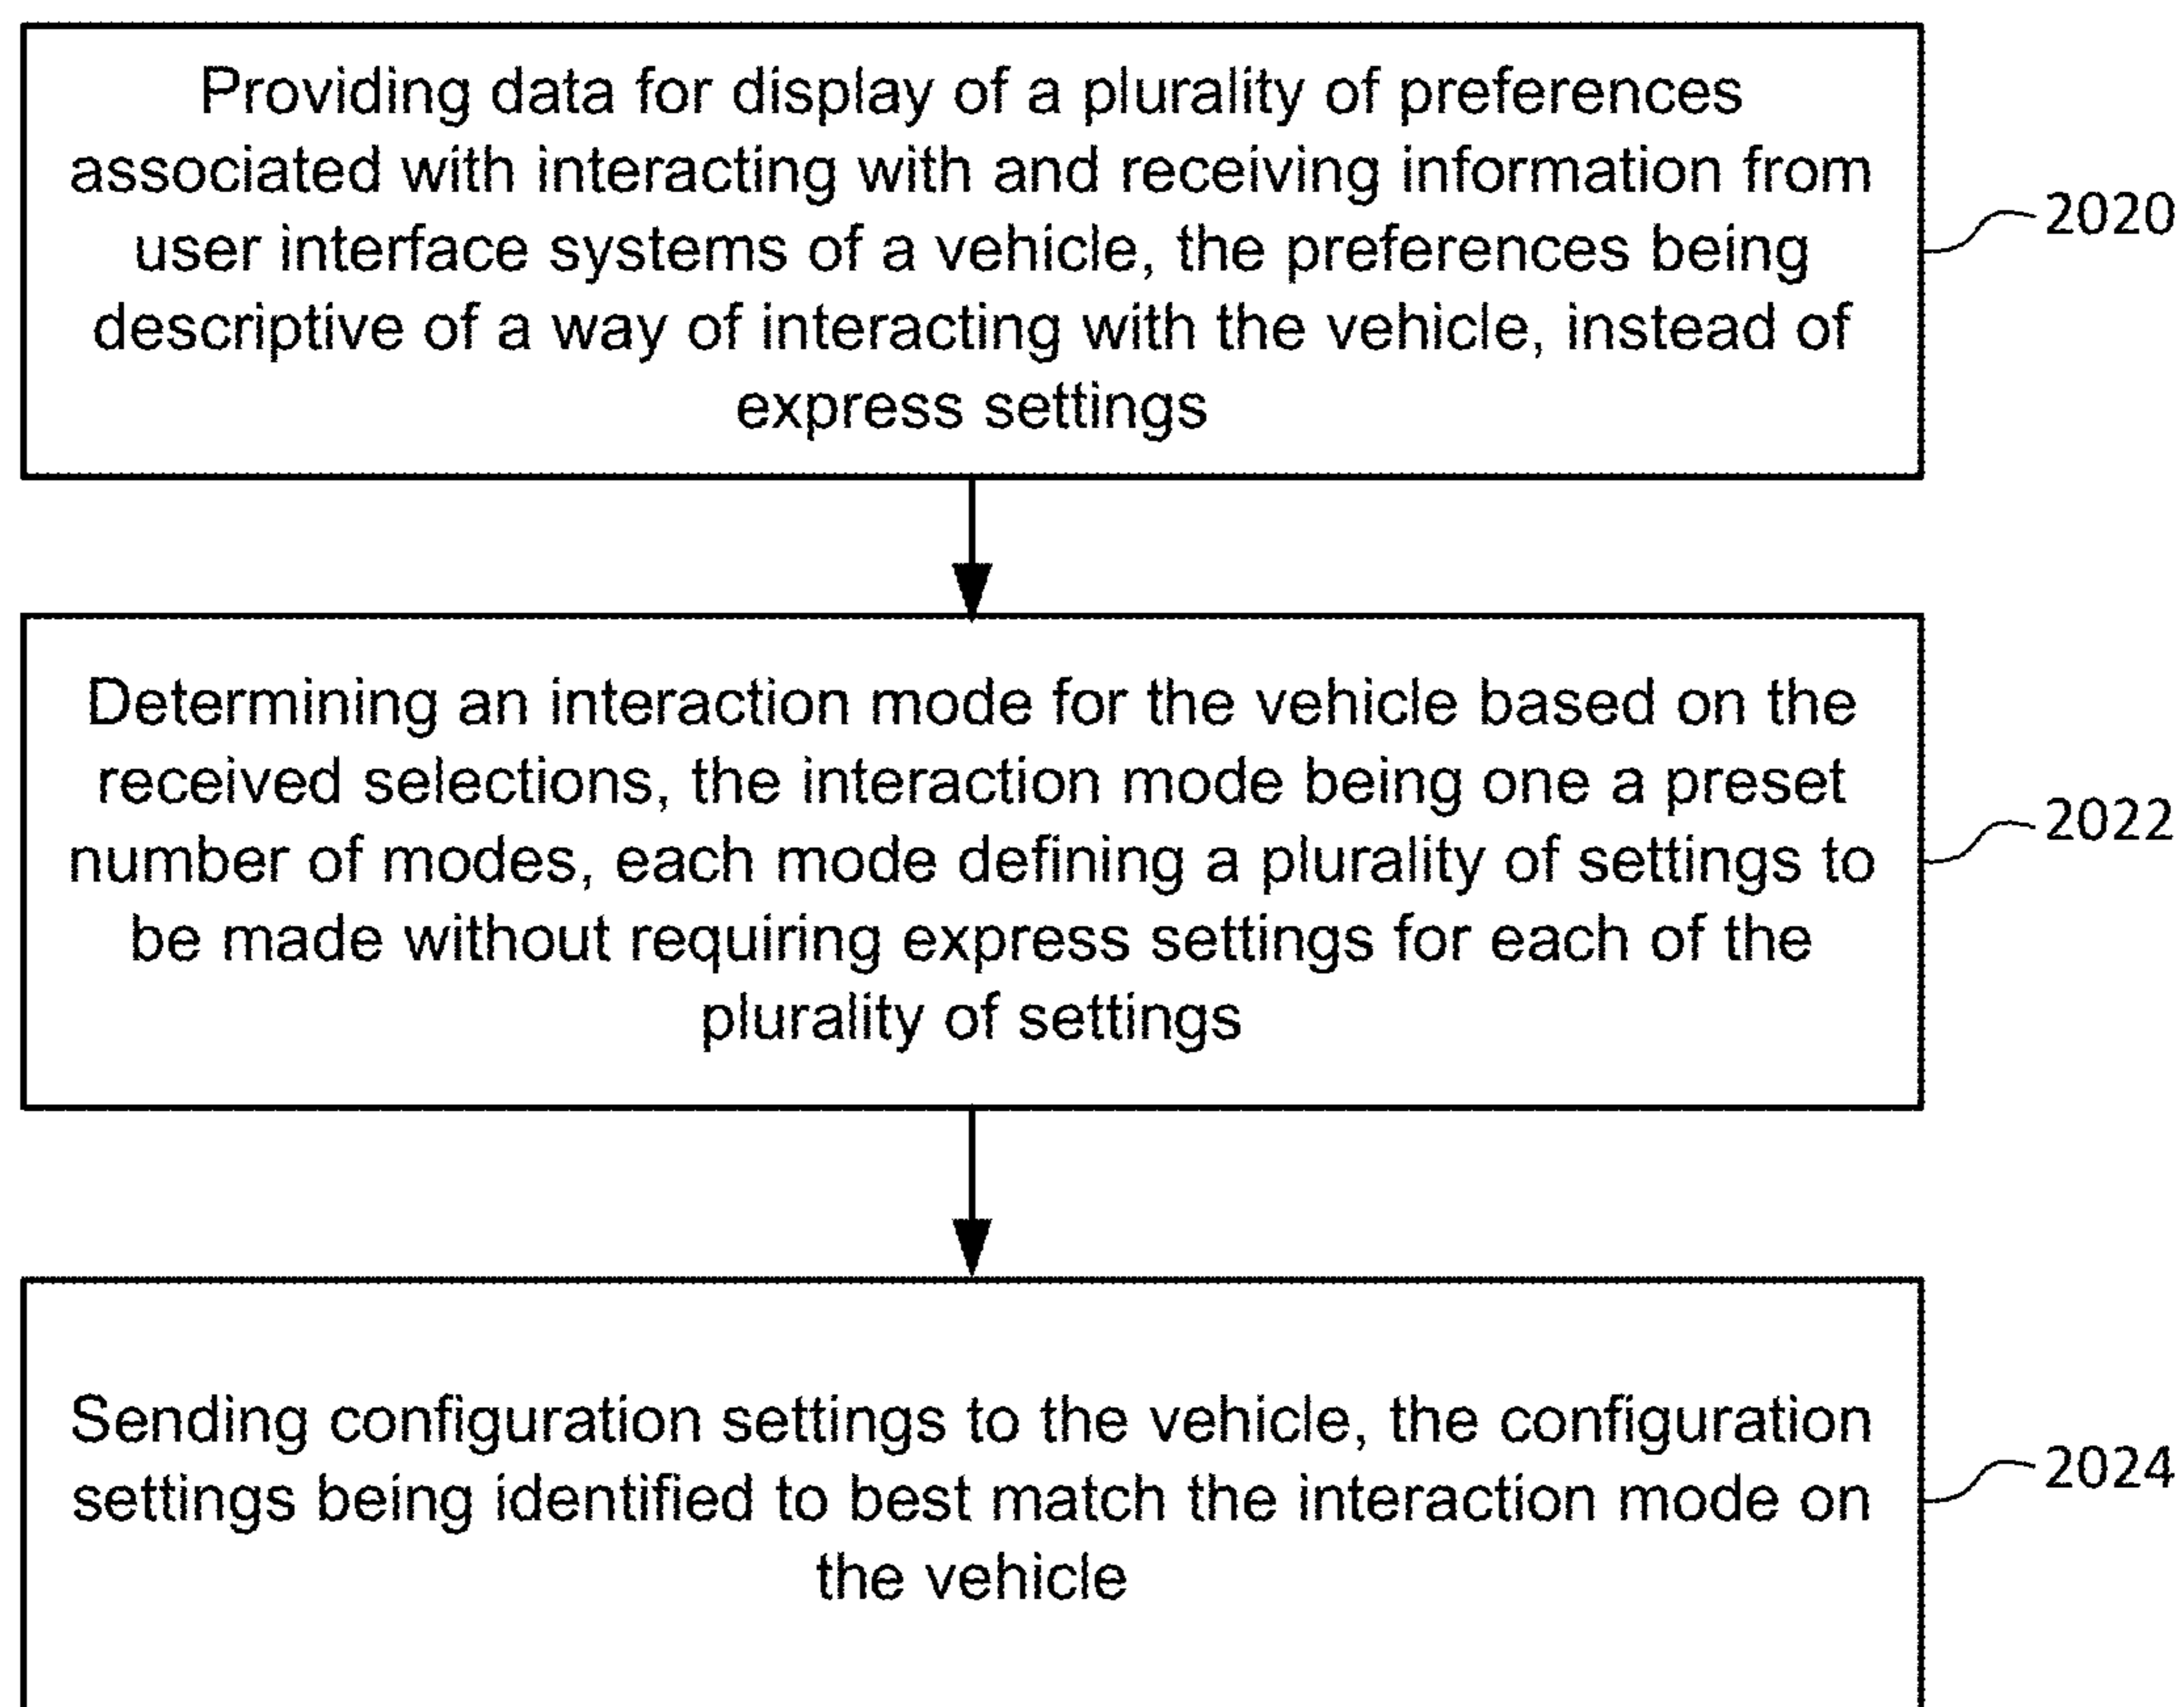 Providing data for display of a plurality of preferences
associated with interacting with and receiving information from
user interface systems of a vehicle, the preferences being
descriptive of a way of interacting with the vehicle, instead of
express settings
2020
Determining an interaction mode for the vehicle based on the
received selections, the interaction mode being one a preset
number of modes, each mode defining a plurality of settings to
be made without requiring express settings for each of the
plurality of settings
2022
Sending configuration settings to the vehicle, the configuration
settings being identified to best match the interaction mode on
the vehicle
2024